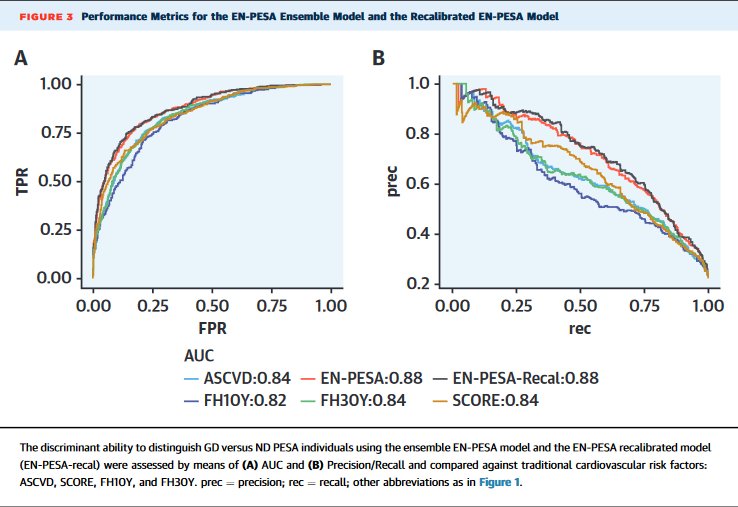 FIGURE 3 Performance Metrics for the EN-PESA Ensemble Model and the Recalibrated EN-PESA Model
A
B
1.00
0.75
0.50
0.25
0.00
TPR
0.00 0.25 0.50 0.75 1.00
FPR
1.0
0.8
0.6
0.4
0.2
prec
0.00 0.25 0.50 0.75 1.00
rec
AUC
ASCVD:0.84 EN-PESA:0.88 EN-PESA-Recal:0.88
FH10Y:0.82 FH30Y:0.84 SCORE:0.84
The discriminant ability to distinguish GD versus ND PESA individuals using the ensemble EN-PESA model and the EN-PESA recalibrated model
(EN-PESA-recal) were assessed by means of (A) AUC and (B) Precision/Recall and compared against traditional cardiovascular risk factors:
ASCVD, SCORE, FH10Y, and FH30Y. prec = precision; rec = recall; other abbreviations as in Figure 1.